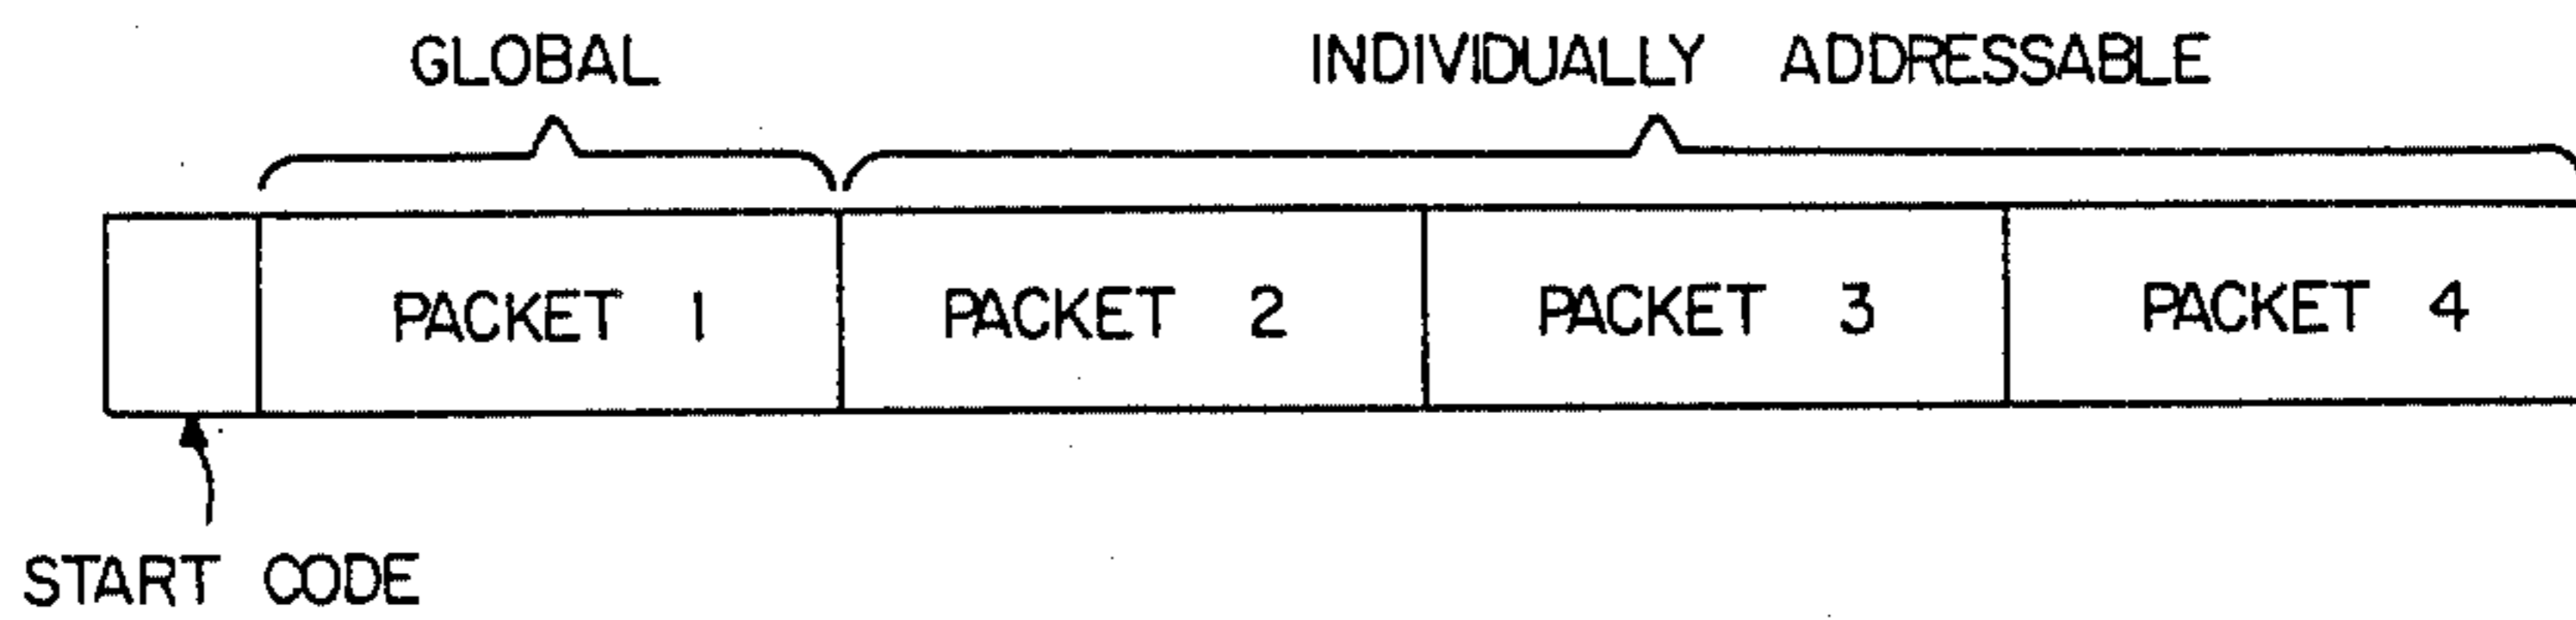 GLOBAL INDIVIDUALLY ADDRESSABLE
PACKET 1 PACKET 2 PACKET 3 PACKET 4
START CODE